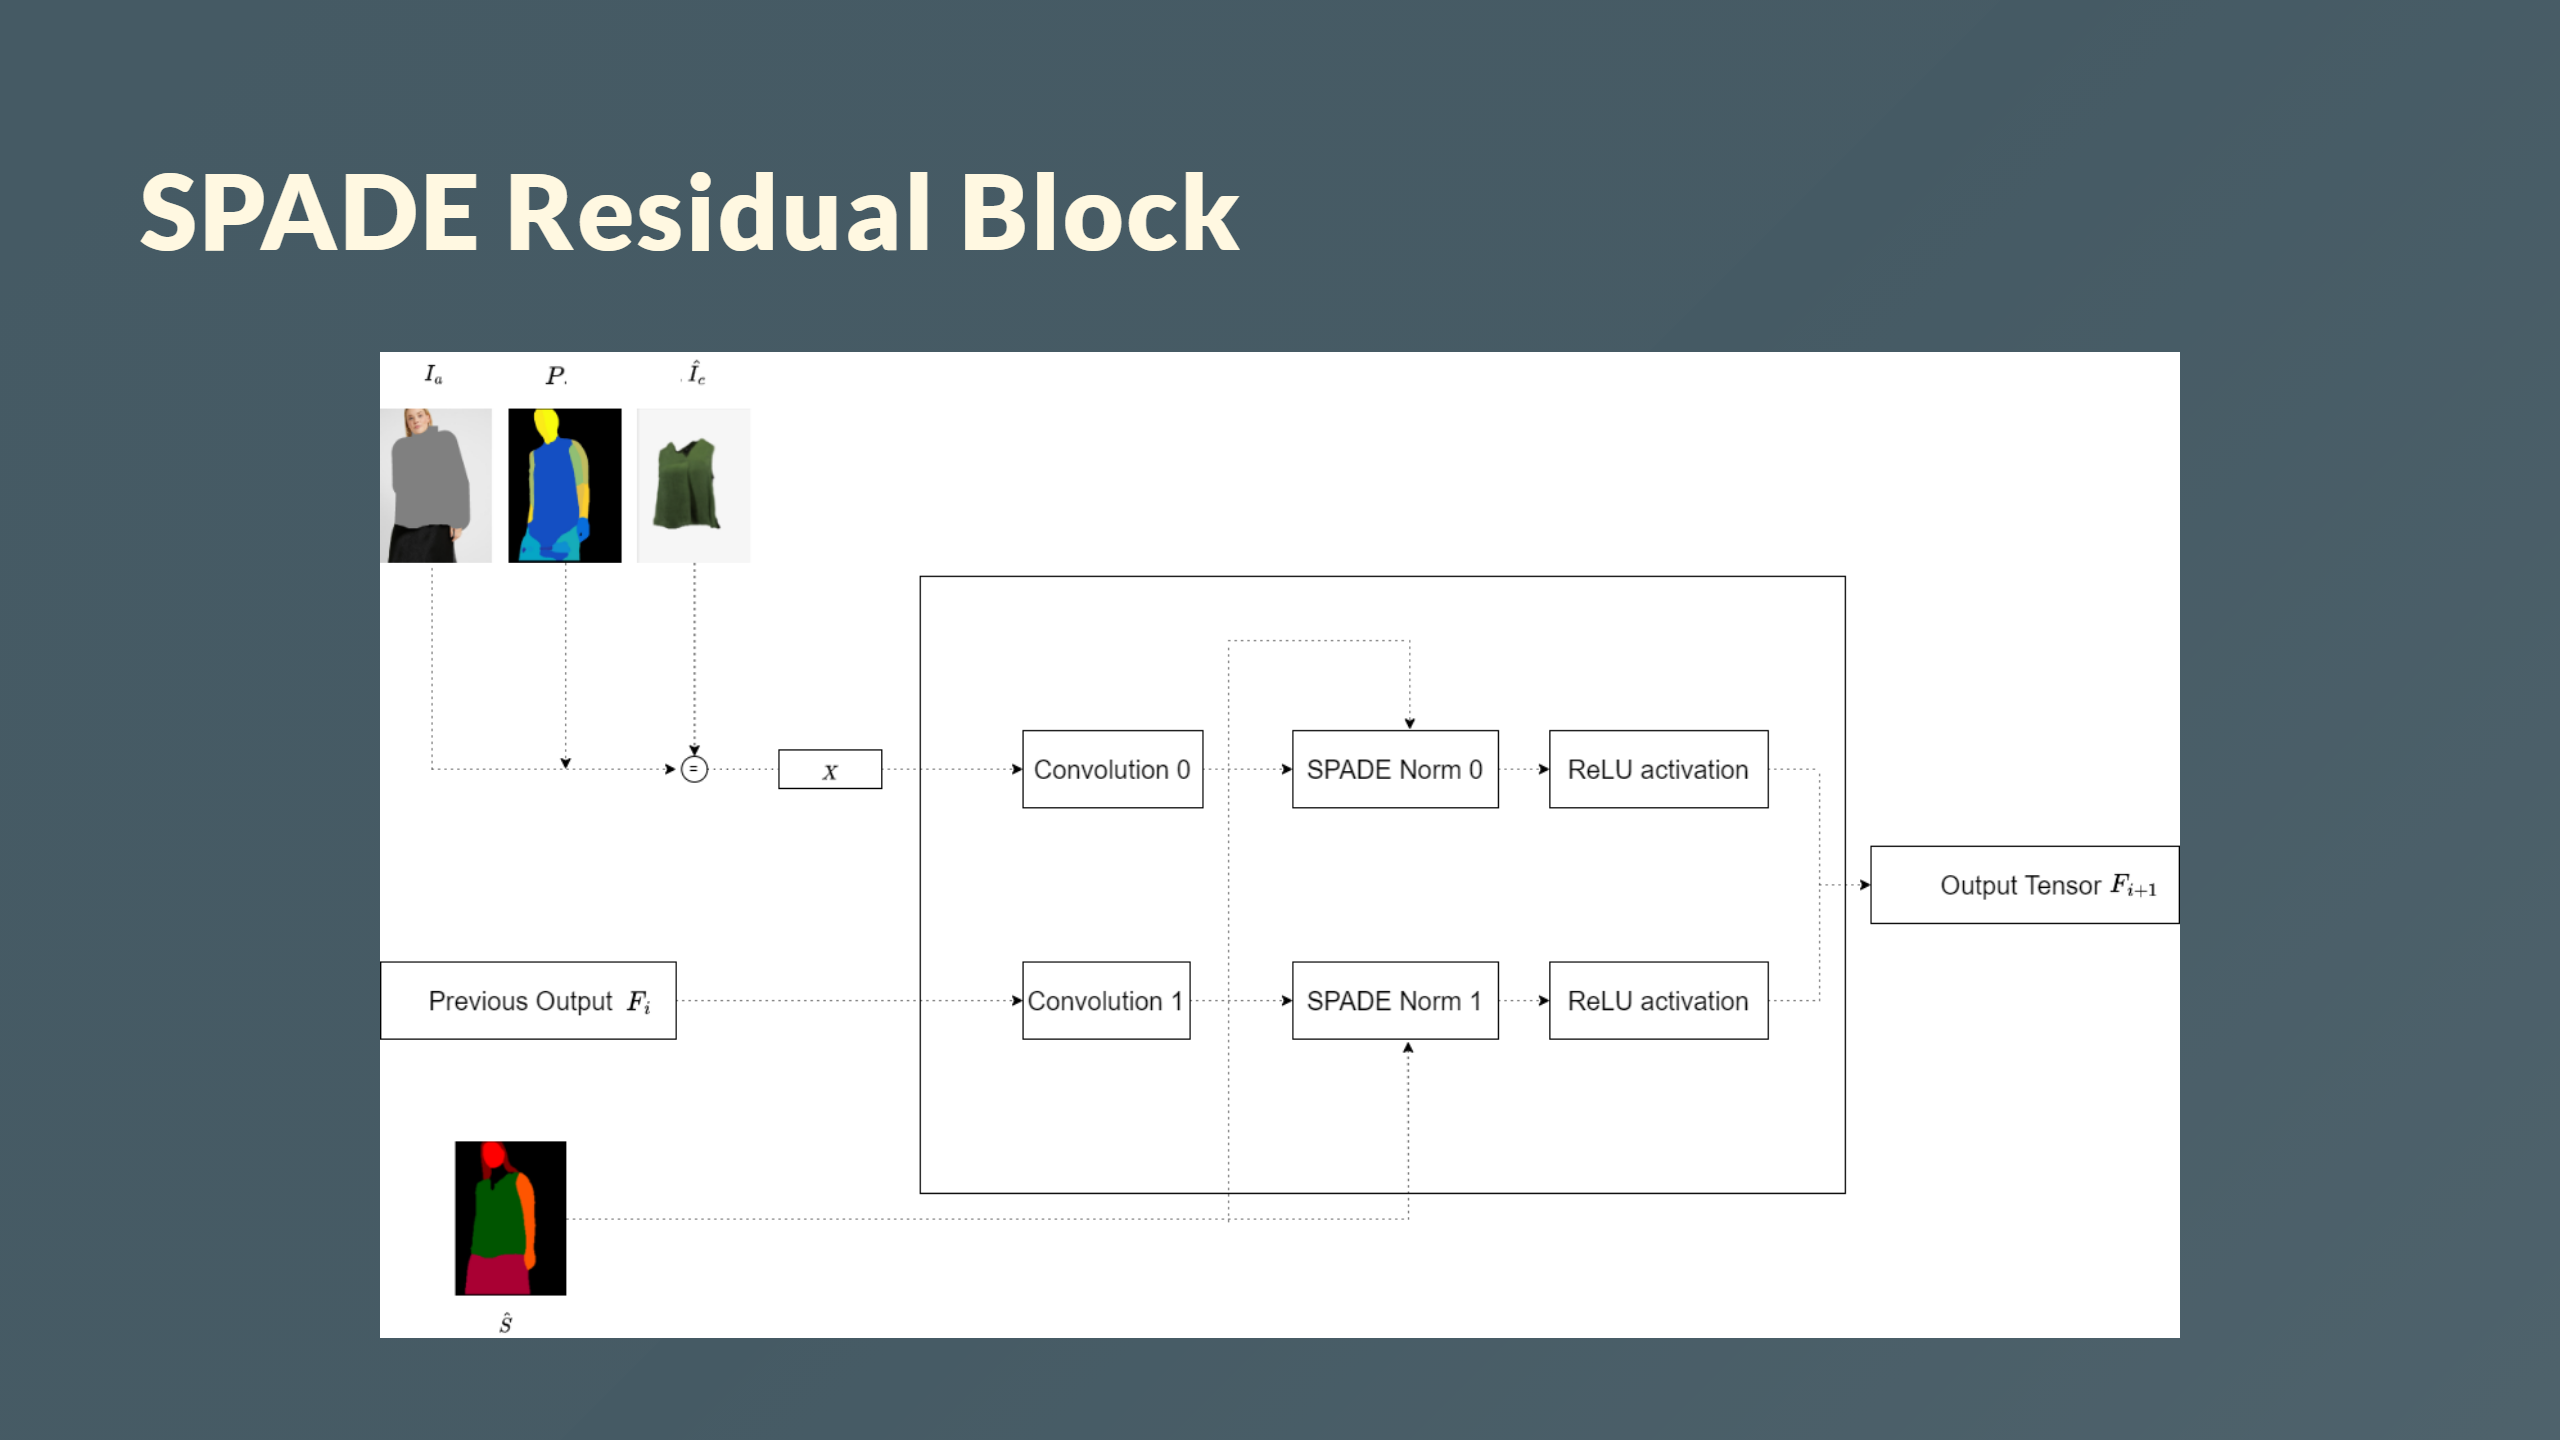 SPADE Residual Block
I_a P. Î_c
= X Convolution 0 SPADE Norm 0 ReLU activation
Output Tensor F_{i+1}
Previous Output F_i Convolution 1 SPADE Norm 1 ReLU activation
Ŝ